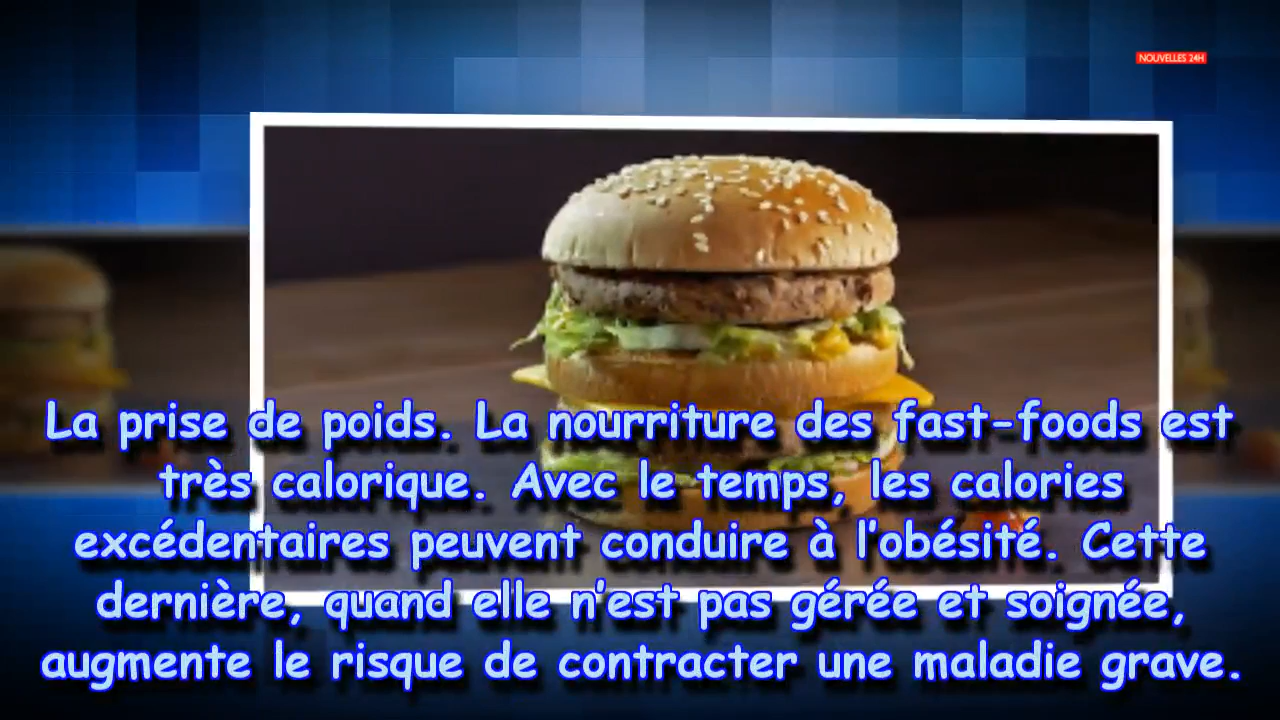 NOUVELLES 24H
La prise de poids. La nourriture des fast-foods est
très calorique. Avec le temps, les calories
excédentaires peuvent conduire à l'obésité. Cette
dernière, quand elle n'est pas gérée et soignée,
augmente le risque de contracter une maladie grave.